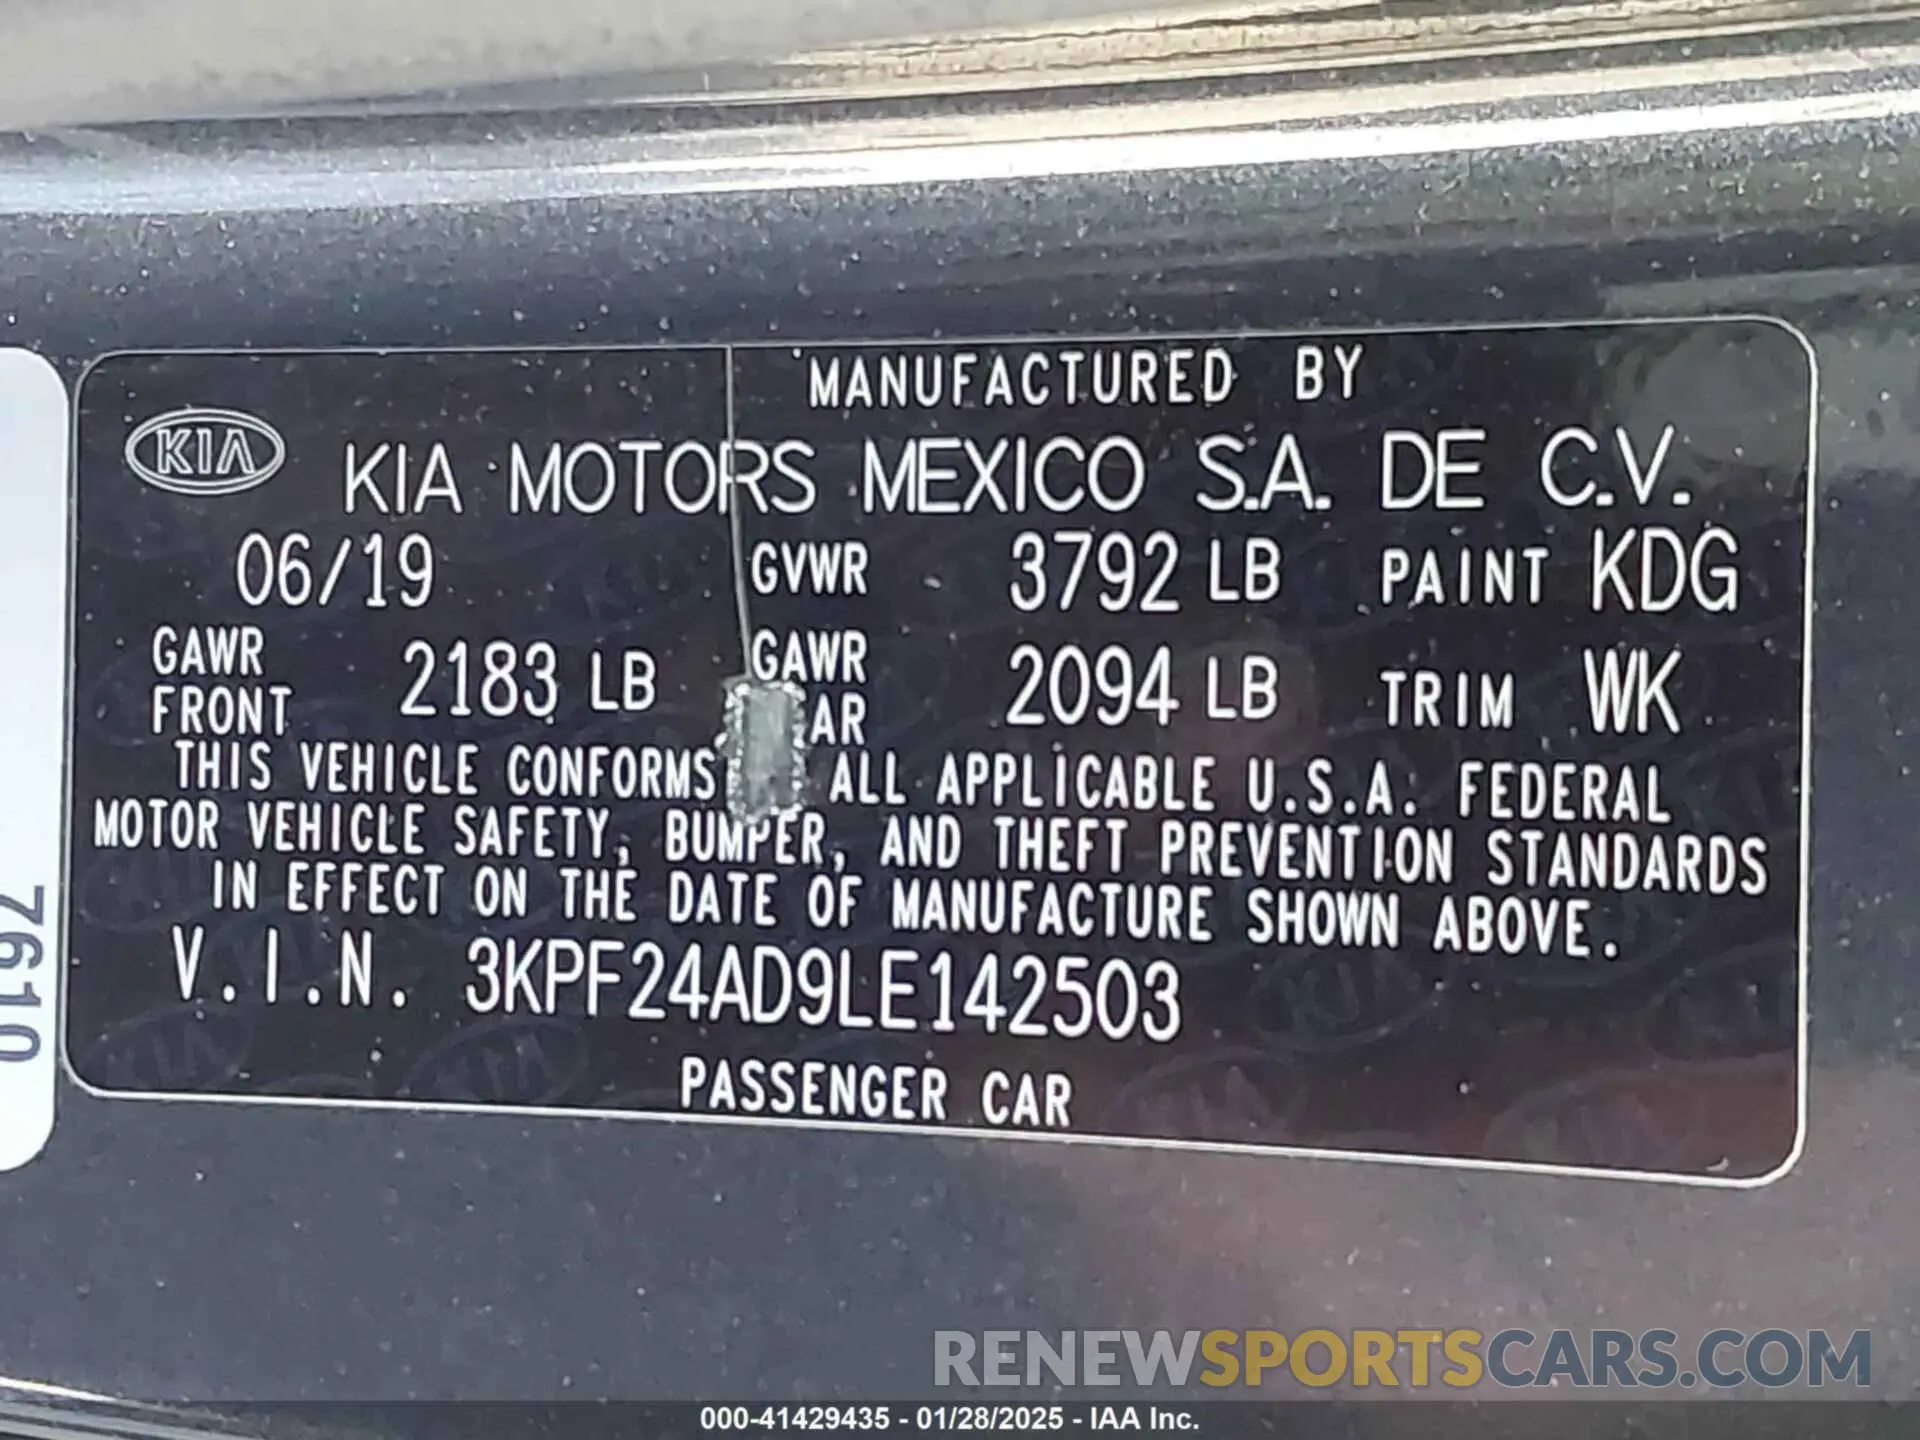 MANUFACTURED BY
KIA KIA MOTORS MEXICO S.A. DE C.V.
06/19 GVWR 3792 LB PAINT KDG
GAWR FRONT 2183 LB GAWR AR 2094 LB TRIM WK
THIS VEHICLE CONFORMS ALL APPLICABLE U.S.A. FEDERAL
MOTOR VEHICLE SAFETY, BUMPER, AND THEFT PREVENTION STANDARDS
IN EFFECT ON THE DATE OF MANUFACTURE SHOWN ABOVE.
V.I.N. 3KPF24AD9LE142503
PASSENGER CAR
7610
RENEWSPORTSCARS.COM
000-41429435 - 01/28/2025 - IAA Inc.